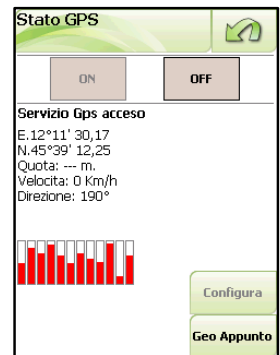 Stato GPS
ON
OFF
Servizio Gps acceso
E.12°11' 30,17
N.45°39' 12,25
Quota: --- m.
Velocita: 0 Km/h
Direzione: 190°
Configura
Geo Appunto